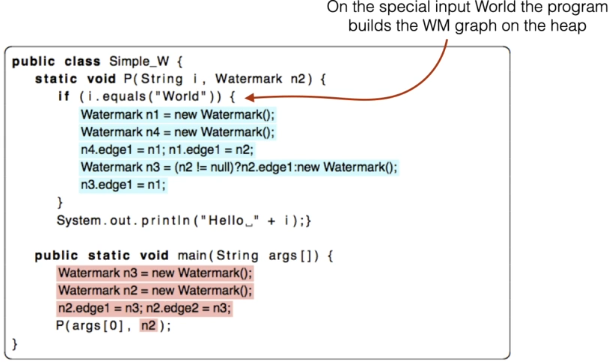 On the special input World the program
builds the WM graph on the heap
public class Simple_W {
static void P(String i, Watermark n2) {
if (i.equals("World")) {
Watermark n1 = new Watermark();
Watermark n4 = new Watermark();
n4.edge1 = n1; n1.edge1 = n2;
Watermark n3 = (n2 != null)?n2.edge1:new Watermark();
n3.edge1 = n1;
}
System.out.println("Hello␣" + i);}
public static void main(String args[]) {
Watermark n3 = new Watermark();
Watermark n2 = new Watermark();
n2.edge1 = n3; n2.edge2 = n3;
P(args[0], n2);
}